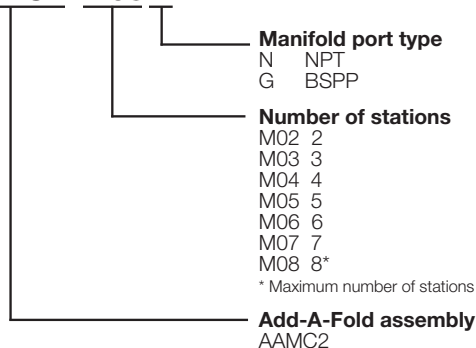 Manifold port type
N NPT
G BSPP
Number of stations
M02 2
M03 3
M04 4
M05 5
M06 6
M07 7
M08 8*
* Maximum number of stations
Add-A-Fold assembly
AAMC2